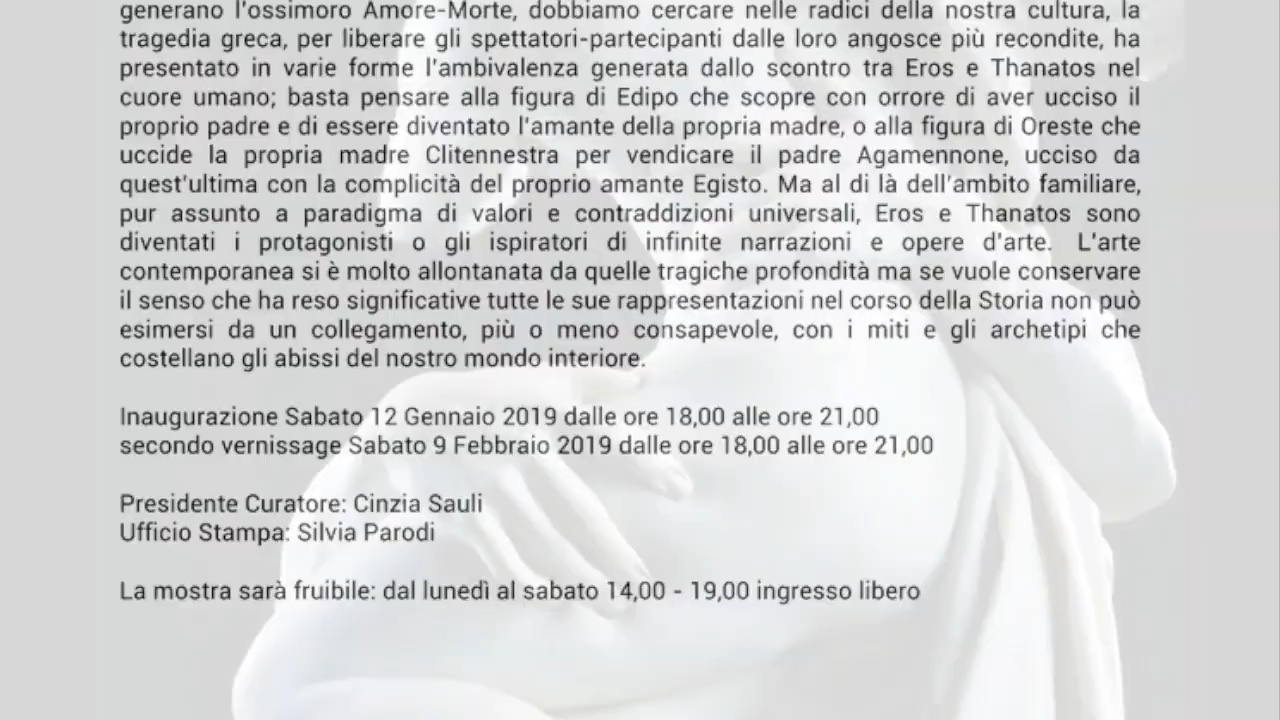 generano l'ossimoro Amore-Morte, dobbiamo cercare nelle radici della nostra cultura, la
tragedia greca, per liberare gli spettatori-partecipanti dalle loro angosce più recondite, ha
presentato in varie forme l'ambivalenza generata dallo scontro tra Eros e Thanatos nel
cuore umano; basta pensare alla figura di Edipo che scopre con orrore di aver ucciso il
proprio padre e di essere diventato l'amante della propria madre, o alla figura di Oreste che
uccide la propria madre Clitennestra per vendicare il padre Agamennone, ucciso da
quest'ultima con la complicità del proprio amante Egisto. Ma al di là dell'ambito familiare,
pur assunto a paradigma di valori e contraddizioni universali, Eros e Thanatos sono
diventati i protagonisti o gli ispiratori di infinite narrazioni e opere d'arte. L'arte
contemporanea si è molto allontanata da quelle tragiche profondità ma se vuole conservare
il senso che ha reso significative tutte le sue rappresentazioni nel corso della Storia non può
esimersi da un collegamento, più o meno consapevole, con i miti e gli archetipi che
costellano gli abissi del nostro mondo interiore.
Inaugurazione Sabato 12 Gennaio 2019 dalle ore 18,00 alle ore 21,00
secondo vernissage Sabato 9 Febbraio 2019 dalle ore 18,00 alle ore 21,00
Presidente Curatore: Cinzia Sauli
Ufficio Stampa: Silvia Parodi
La mostra sarà fruibile: dal lunedì al sabato 14,00 - 19,00 ingresso libero